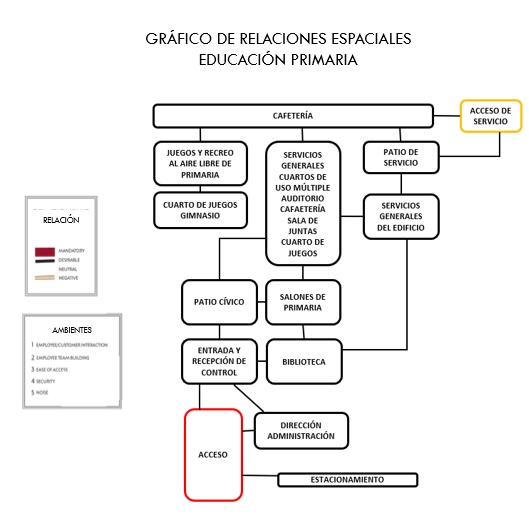 GRÁFICO DE RELACIONES ESPACIALES
EDUCACIÓN PRIMARIA
CAFETERÍA
ACCESO DE
SERVICIO
JUEGOS Y RECREO
AL AIRE LIBRE DE
PRIMARIA
SERVICIOS
GENERALES
CUARTOS DE
USO MÚLTIPLE
AUDITORIO
CAFAETERÍA
SALA DE
JUNTAS
CUARTO DE
JUEGOS
PATIO DE
SERVICIO
CUARTO DE JUEGOS
GIMNASIO
SERVICIOS
GENERALES
DEL EDIFICIO
RELACIÓN
MANDATORY
DESIRABLE
NEUTRAL
NEGATIVE
PATIO CÍVICO
SALONES DE
PRIMARIA
AMBIENTES
1 EMPLOYEE/CUSTOMER INTERACTION
2 EMPLOYEE TEAM BUILDING
3 EASE OF ACCESS
4 SECURITY
5 NOISE
ENTRADA Y
RECEPCIÓN DE
CONTROL
BIBLIOTECA
ACCESO
DIRECCIÓN
ADMINISTRACIÓN
ESTACIONAMIENTO